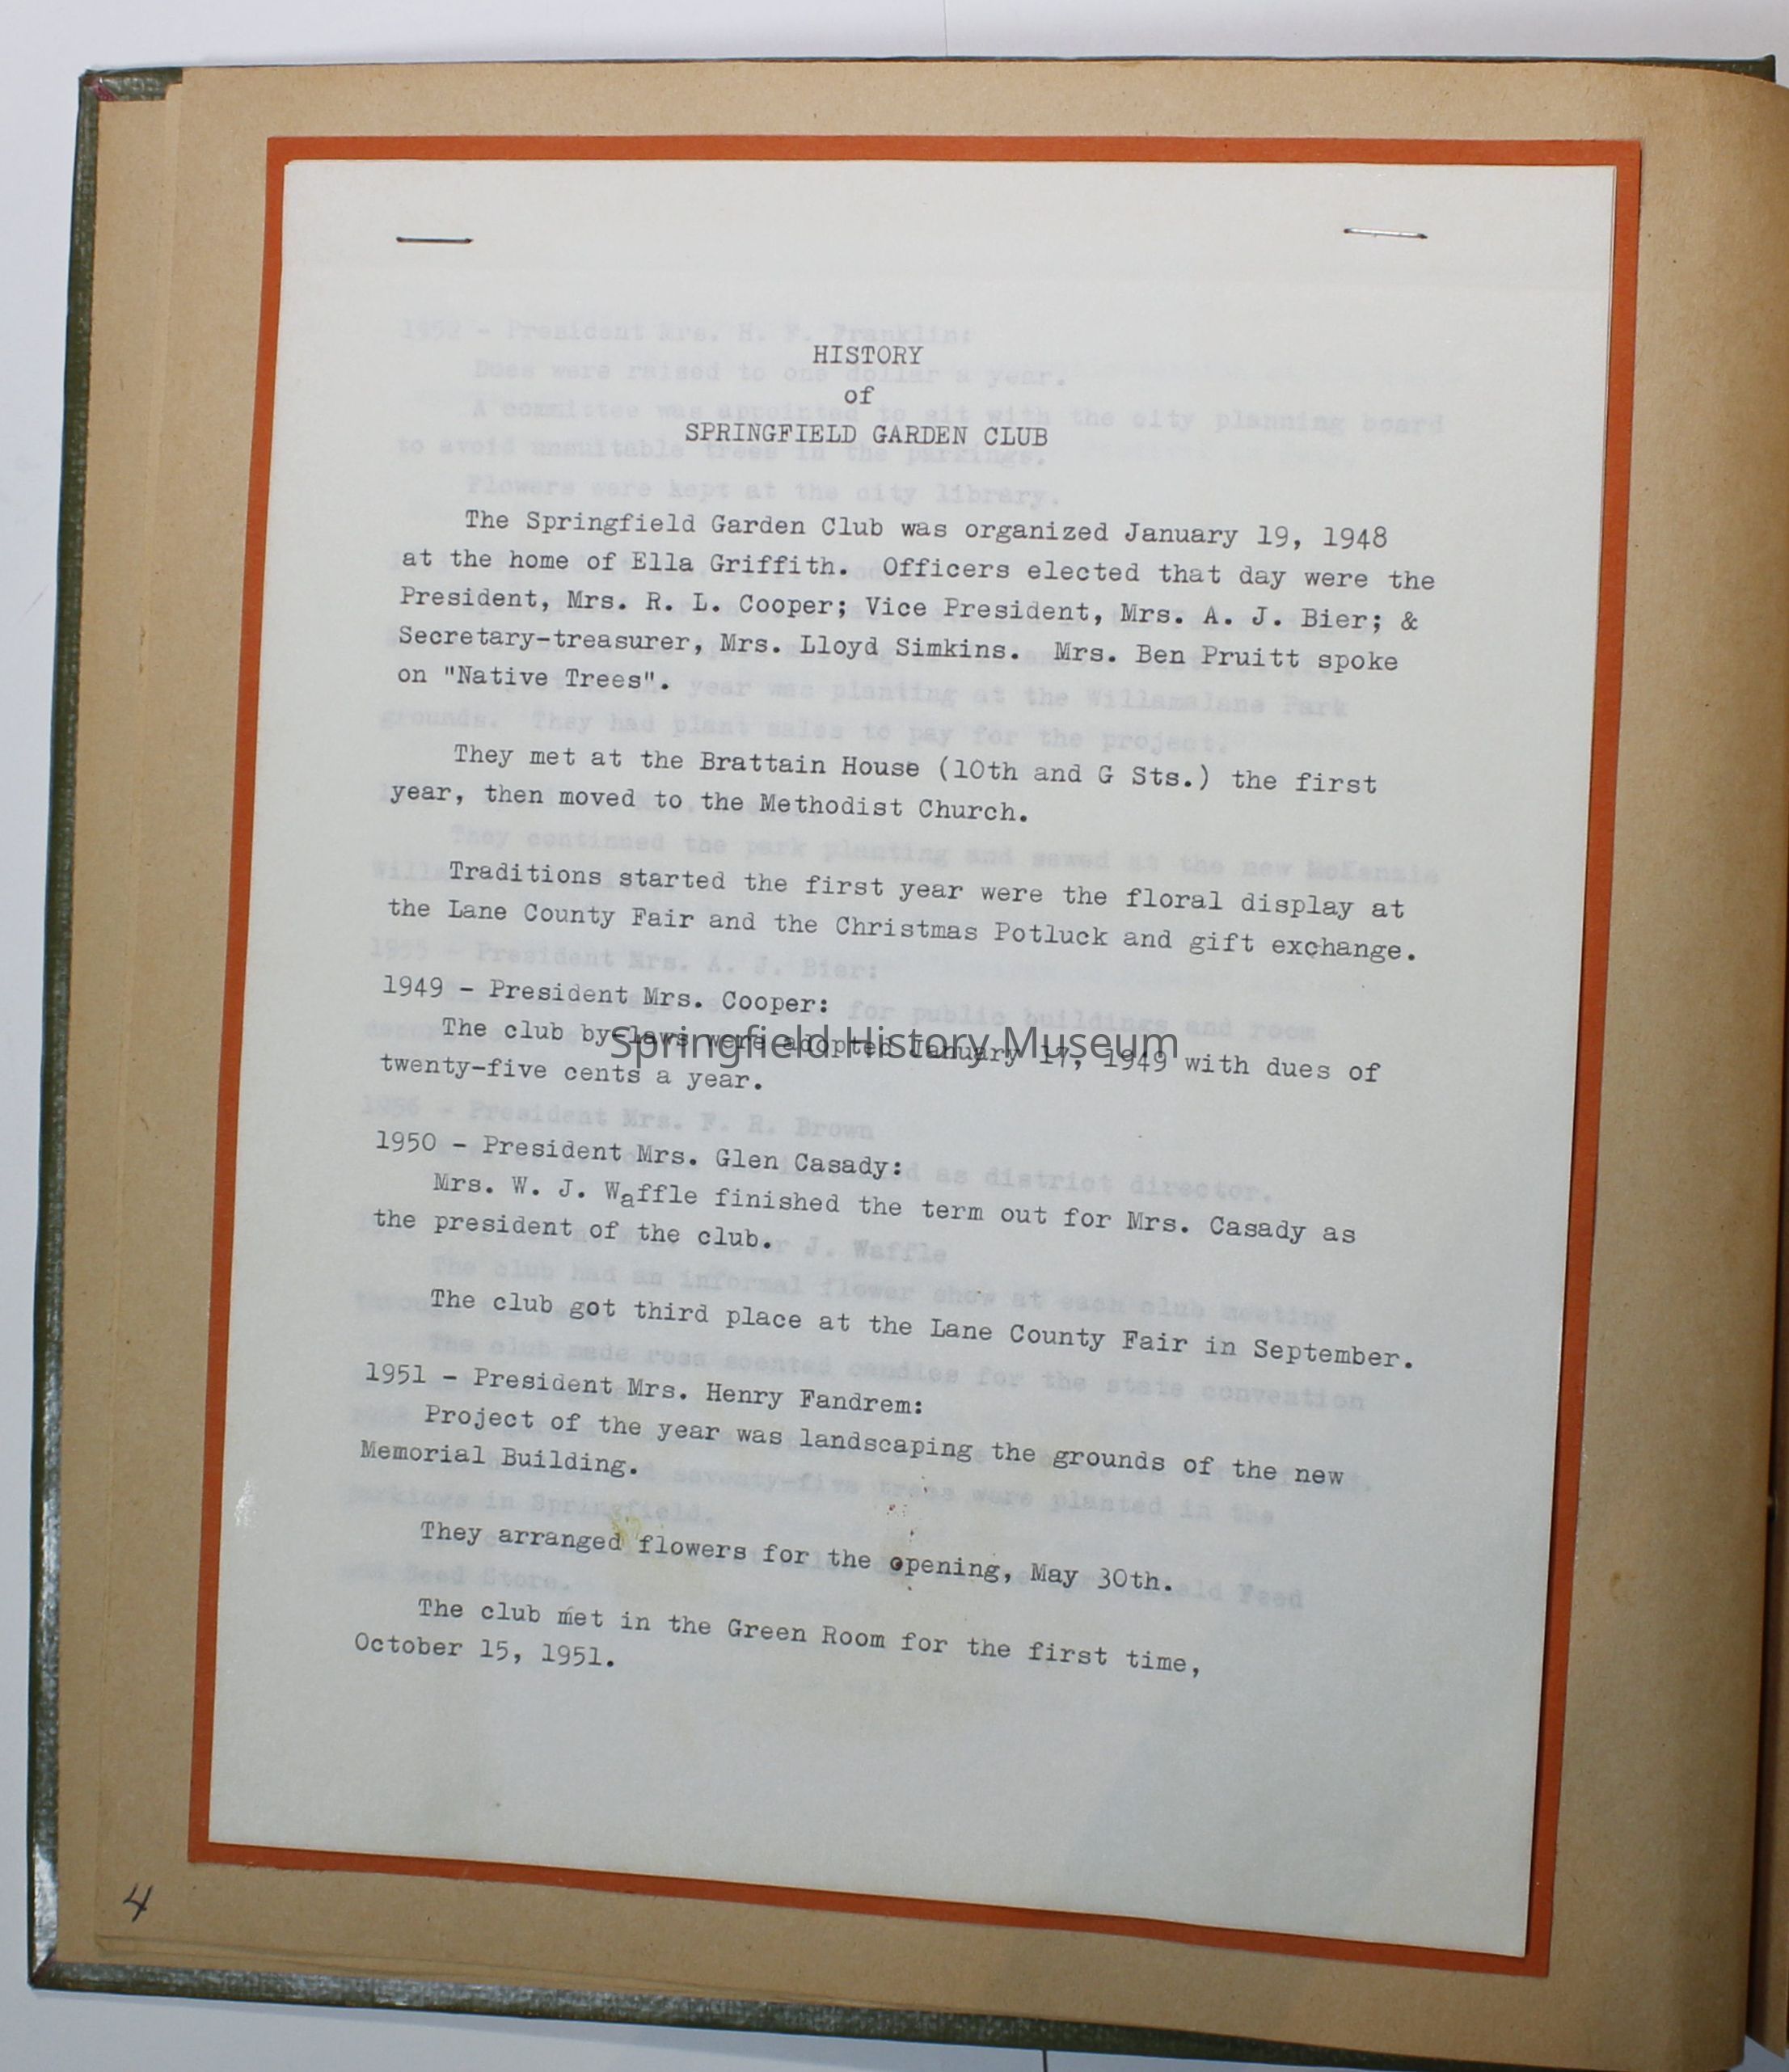 HISTORY
of
SPRINGFIELD GARDEN CLUB
The Springfield Garden Club was organized January 19, 1948
at the home of Ella Griffith. Officers elected that day were the
President, Mrs. R. L. Cooper; Vice President, Mrs. A. J. Bier; &
Secretary-treasurer, Mrs. Lloyd Simkins. Mrs. Ben Pruitt spoke
on "Native Trees".
They met at the Brattain House (10th and G Sts.) the first
year, then moved to the Methodist Church.
Traditions started the first year were the floral display at
the Lane County Fair and the Christmas Potluck and gift exchange.
1949 - President Mrs. Cooper:
The club by-laws were adopted January 17, 1949 with dues of
twenty-five cents a year.
Springfield History Museum
1950 - President Mrs. Glen Casady:
Mrs. W. J. Waffle finished the term out for Mrs. Casady as
the president of the club.
The club got third place at the Lane County Fair in September.
1951 - President Mrs. Henry Fandrem:
Project of the year was landscaping the grounds of the new
Memorial Building.
They arranged flowers for the opening, May 30th.
The club met in the Green Room for the first time,
October 15, 1951.
4